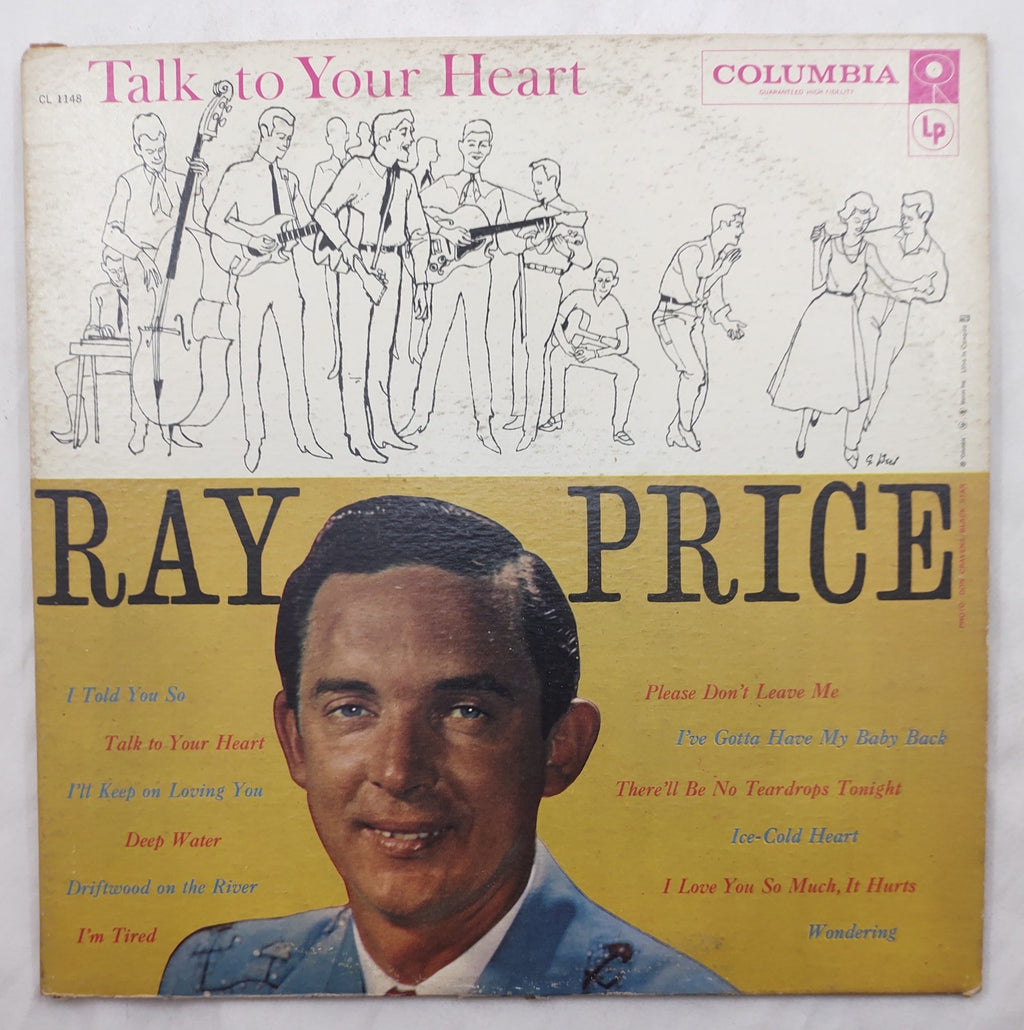 Talk to Your Heart
CL 1148
COLUMBIA
GUARANTEED HIGH FIDELITY
Lp
RAY PRICE
I Told You So
Talk to Your Heart
I'll Keep on Loving You
Deep Water
Driftwood on the River
I'm Tired
Please Don't Leave Me
I've Gotta Have My Baby Back
There'll Be No Teardrops Tonight
Ice-Cold Heart
I Love You So Much, It Hurts
Wondering